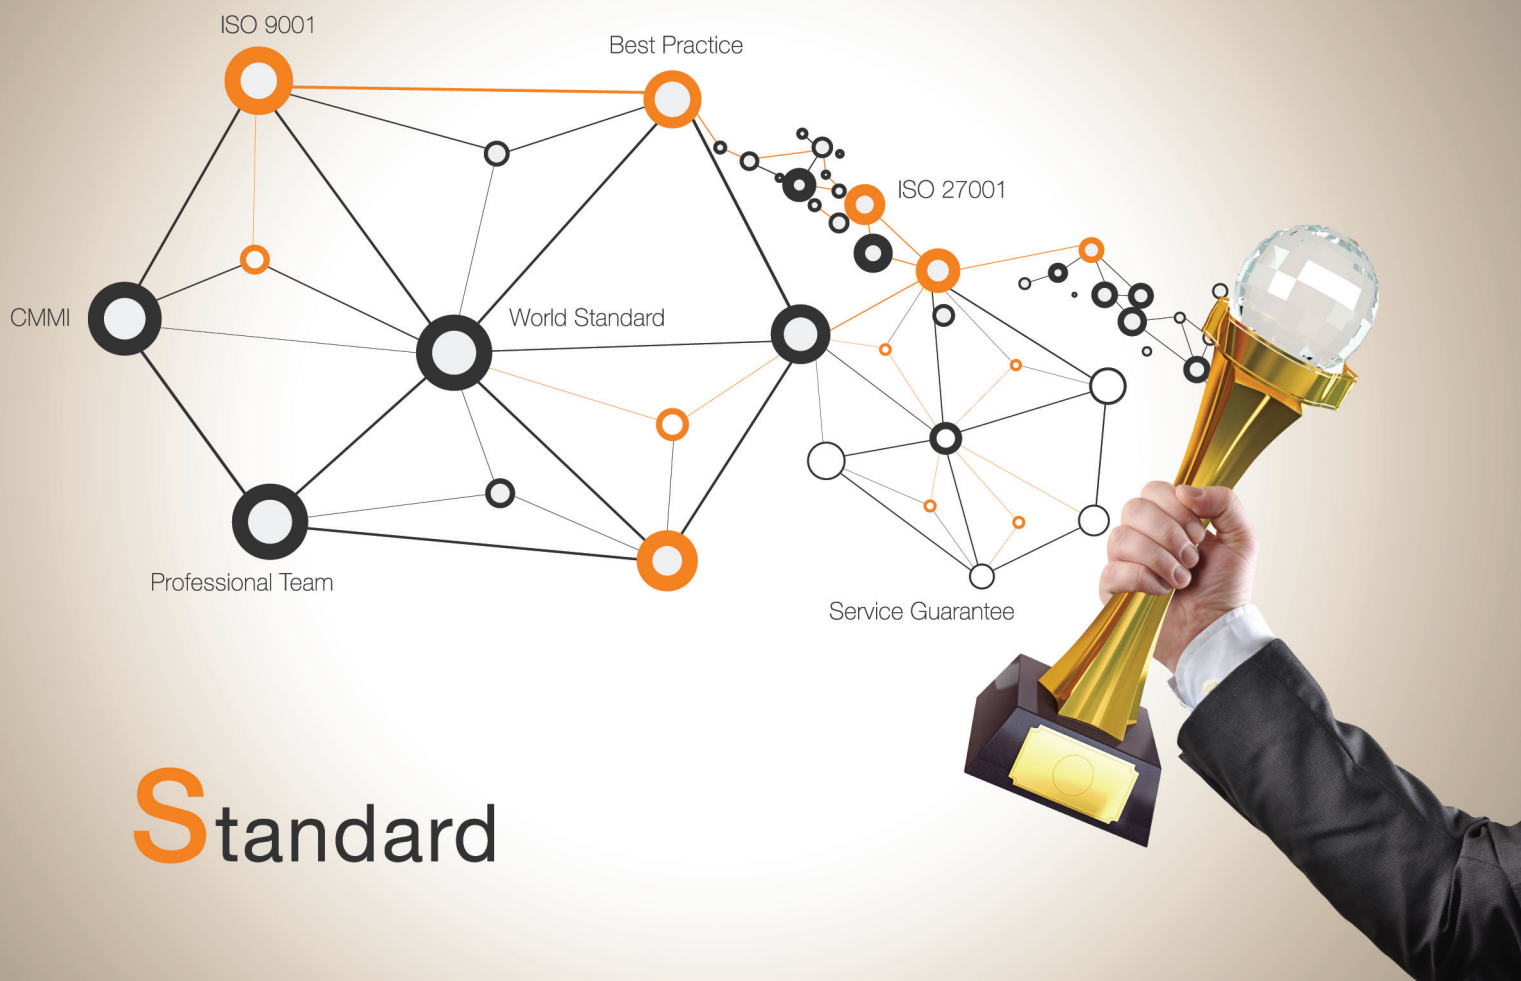 ISO 9001
Best Practice
ISO 27001
CMMI
World Standard
Professional Team
Service Guarantee
Standard